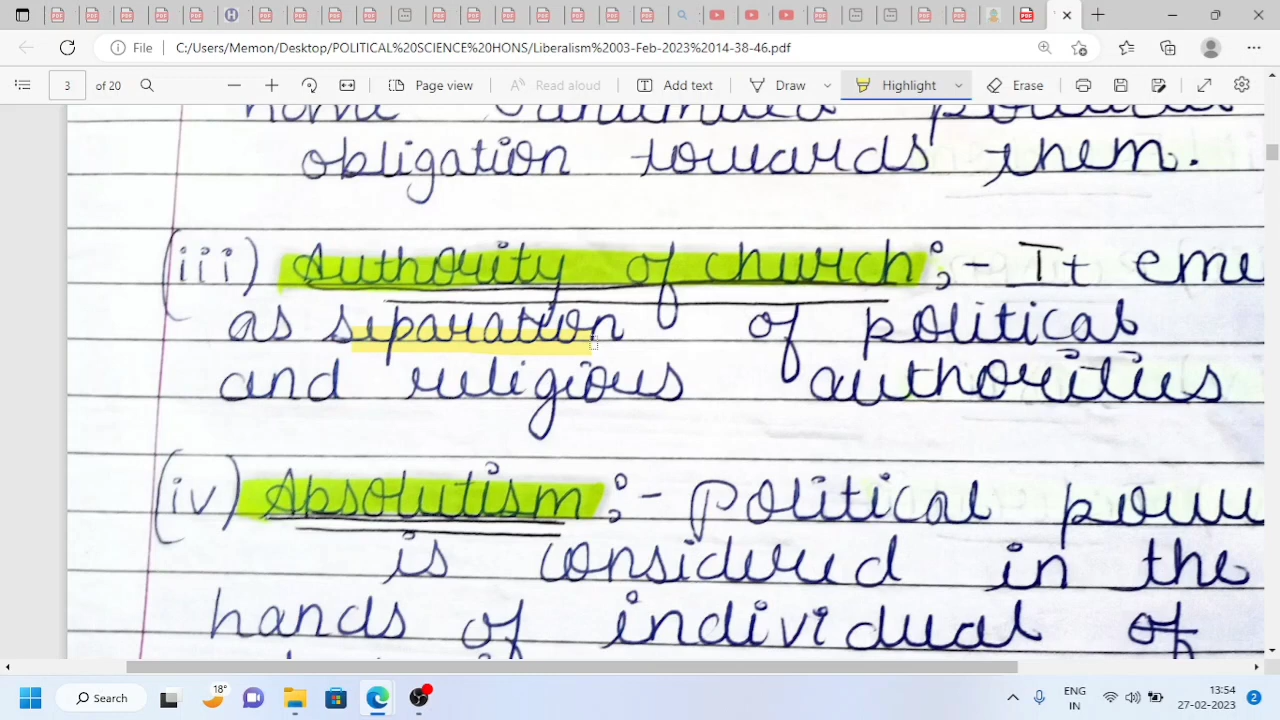 File C:/Users/Memon/Desktop/POLITICAL%20SCIENCE%20HONS/Liberalism%2003-Feb-2023%2014-38-46.pdf
3 of 20 Page view Read aloud Add text Draw Highlight Erase
obligation towards them.
(iii) Authority of church:- It eme
as separation of political
and religious authorities
(iv) Absolutism:- Political powe
is considered in the
hands of individual of
Search 18° ENG IN 13:54 27-02-2023 2